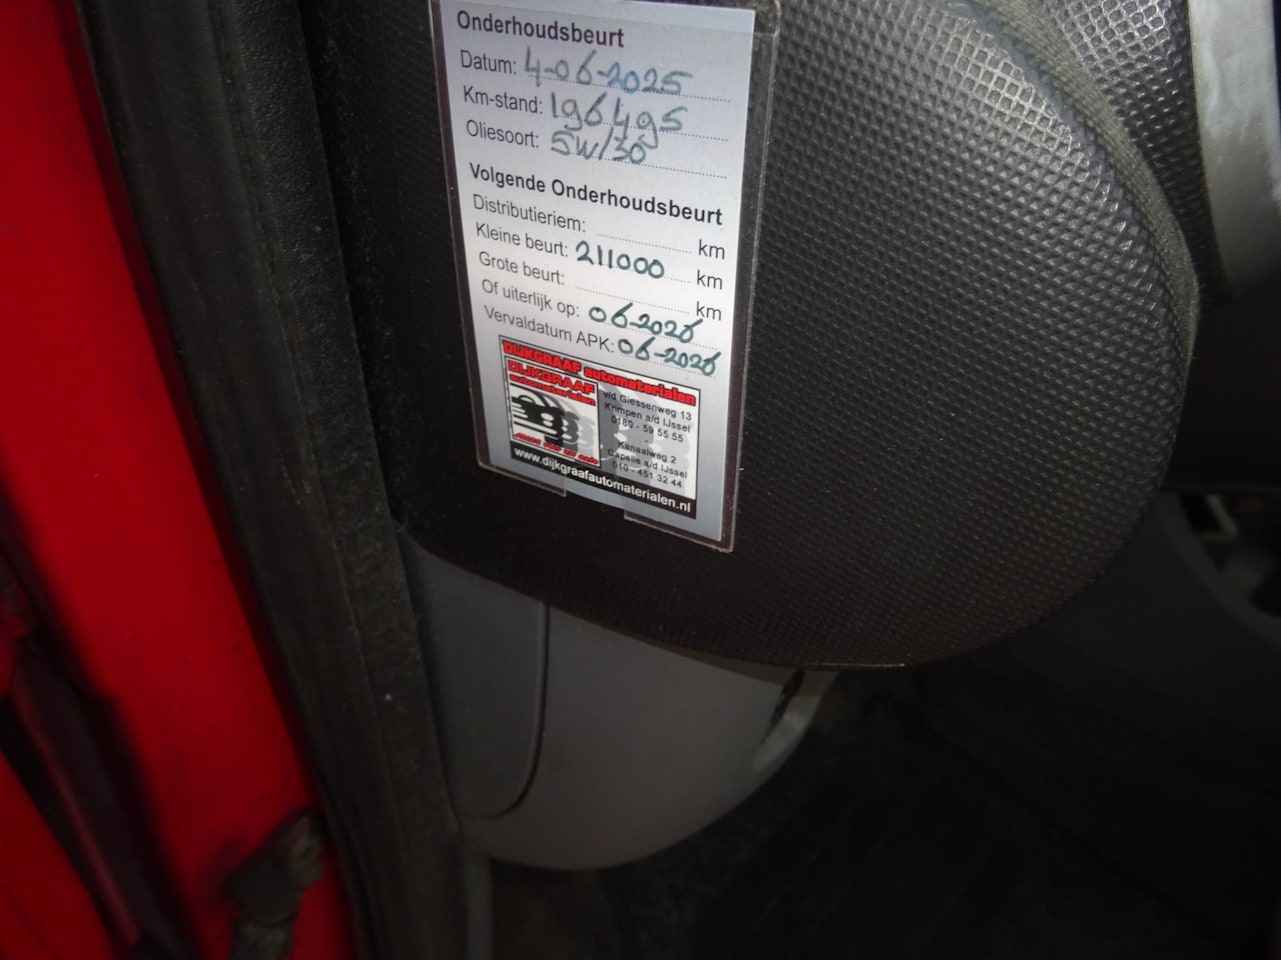 Onderhoudsbeurt
Datum: 4-06-2025
Km-stand: 196495
Oliesoort: 5W/30
Volgende Onderhoudsbeurt
Distributieriem: km
Kleine beurt: 211000 km
Grote beurt: km
Of uiterlijk op: 06-2026
Vervaldatum APK: 06-2026
DIJKGRAAF automaterialen
DIJKGRAAF
automaterialen
v/d Giessenweg 13
Krimpen a/d IJssel
0180 - 59 55 55
-
Kanaalweg 2
Capelle a/d IJssel
010 - 451 32 44
www.dijkgraafautomaterialen.nl